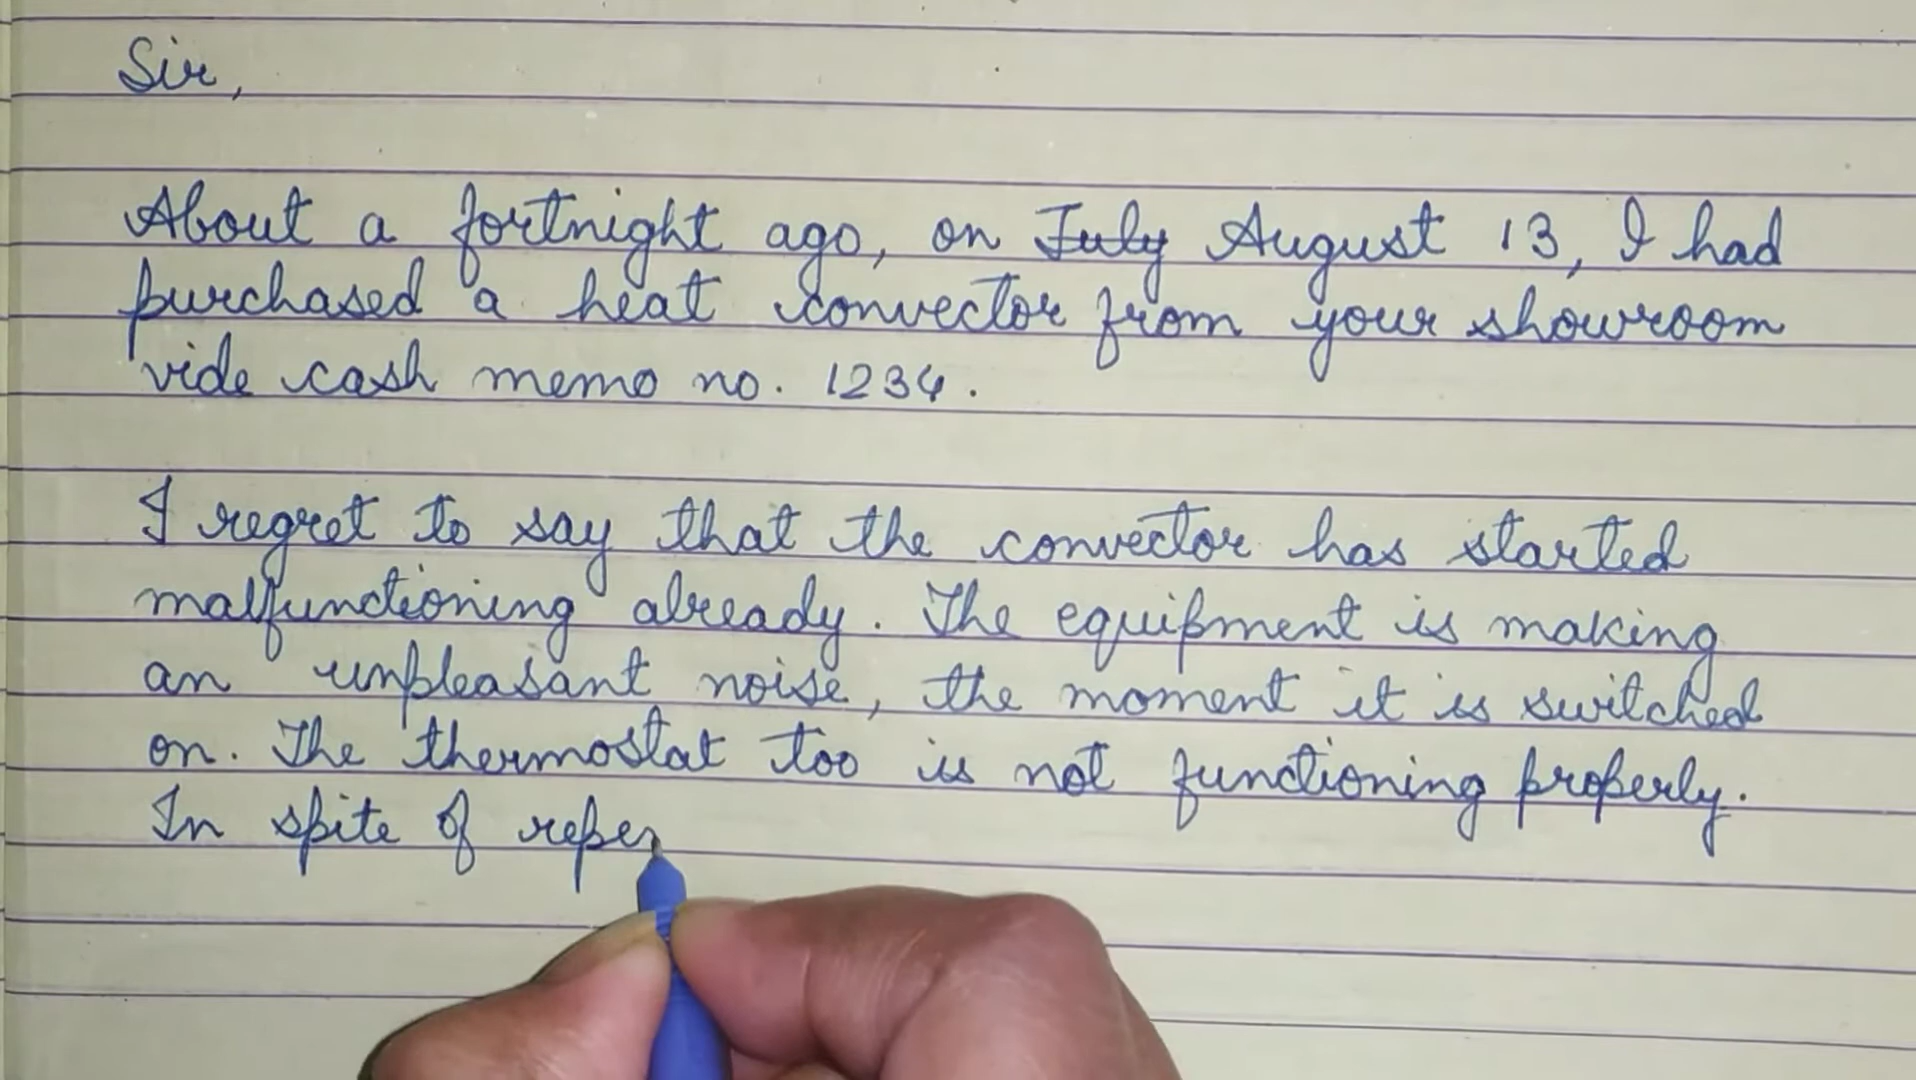 Sir,
About a fortnight ago, on July August 13, I had
purchased a heat convector from your showroom
vide cash memo no. 1234.
I regret to say that the convector has started
malfunctioning already. The equipment is making
an unpleasant noise, the moment it is switched
on. The thermostat too is not functioning properly.
In spite of repe